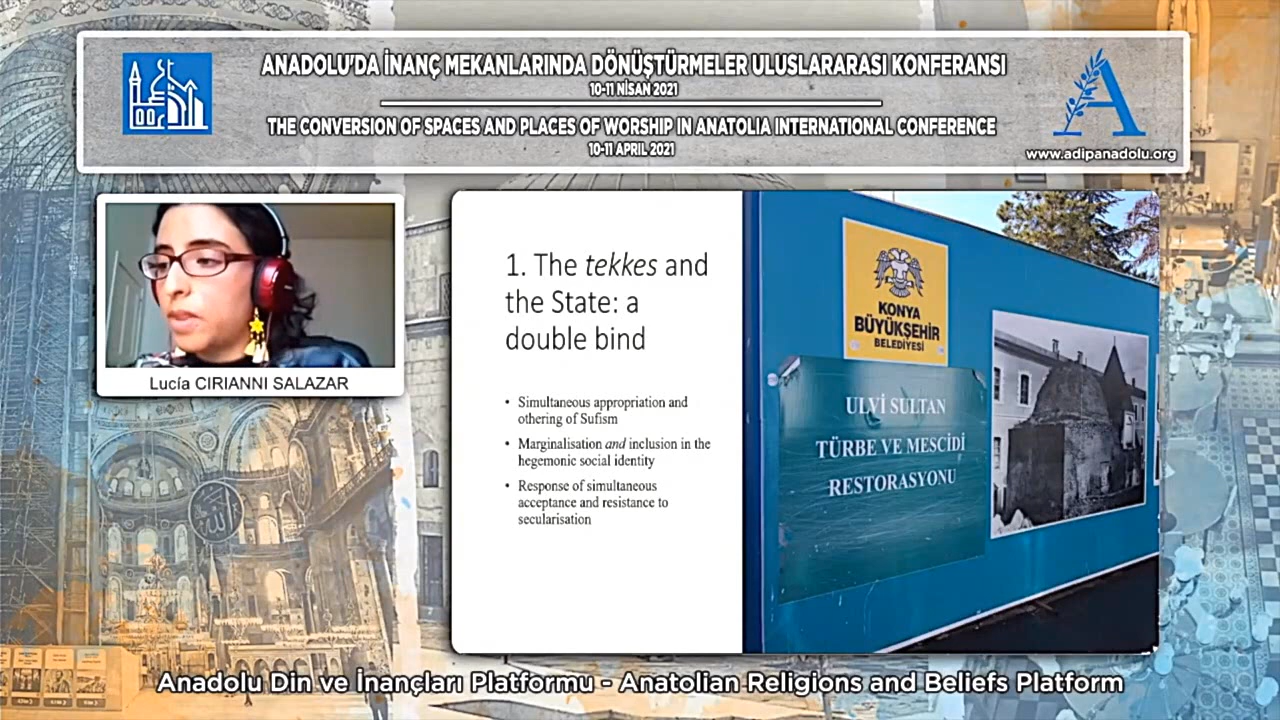 ANADOLU'DA İNANÇ MEKANLARINDA DÖNÜŞTÜRMELER ULUSLARARASI KONFERANSI
10-11 NİSAN 2021
THE CONVERSION OF SPACES AND PLACES OF WORSHIP IN ANATOLIA INTERNATIONAL CONFERENCE
10-11 APRIL 2021
www.adipanadolu.org
Lucía CIRIANNI SALAZAR
1. The tekkes and
the State: a
double bind
• Simultaneous appropriation and
othering of Sufism
• Marginalisation and inclusion in the
hegemonic social identity
• Response of simultaneous
acceptance and resistance to
secularisation
KONYA
BÜYÜKŞEHİR
BELEDİYESİ
ULVİ SULTAN
TÜRBE VE MESCİDİ
RESTORASYONU
Anadolu Din ve İnançları Platformu - Anatolian Religions and Beliefs Platform